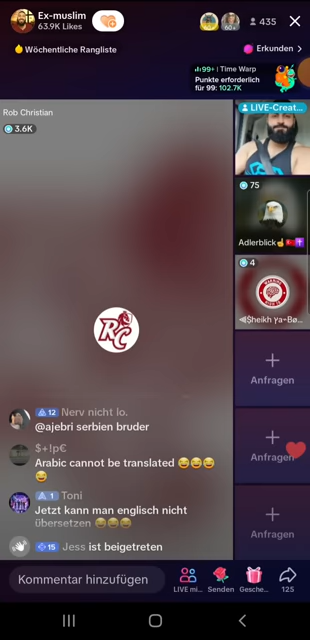 Ex-muslim
63.9K Likes
60+
435
Wöchentliche Rangliste
Erkunden >
99+ | Time Warp
Punkte erforderlich
für 99: 102.7K
Rob Christian
3.6K
RC
LIVE-Creat...
75
Adlerblick
4
Anfragen
Anfragen
Anfragen
12 Nerv nicht lo.
@ajebri serbien bruder
$+!p€
Arabic cannot be translated 😂😂😂
😂
1 Toni
Jetzt kann man englisch nicht
übersetzen 😂😂😂
15 Jess ist beigetreten
Kommentar hinzufügen
LIVE mi...
Senden
Gesche...
125